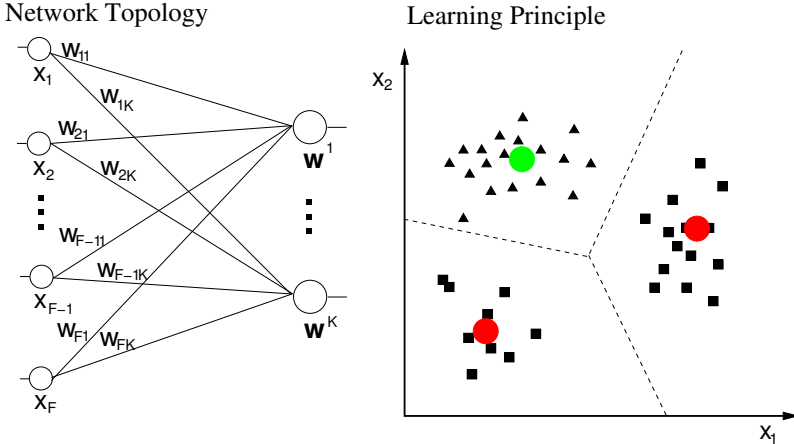 Network Topology
X1
W11
W1K
X2
W21
W2K
W1
WF−11
XF−1
WF−1K
WK
WF1
WFK
XF
Learning Principle
X2
X1